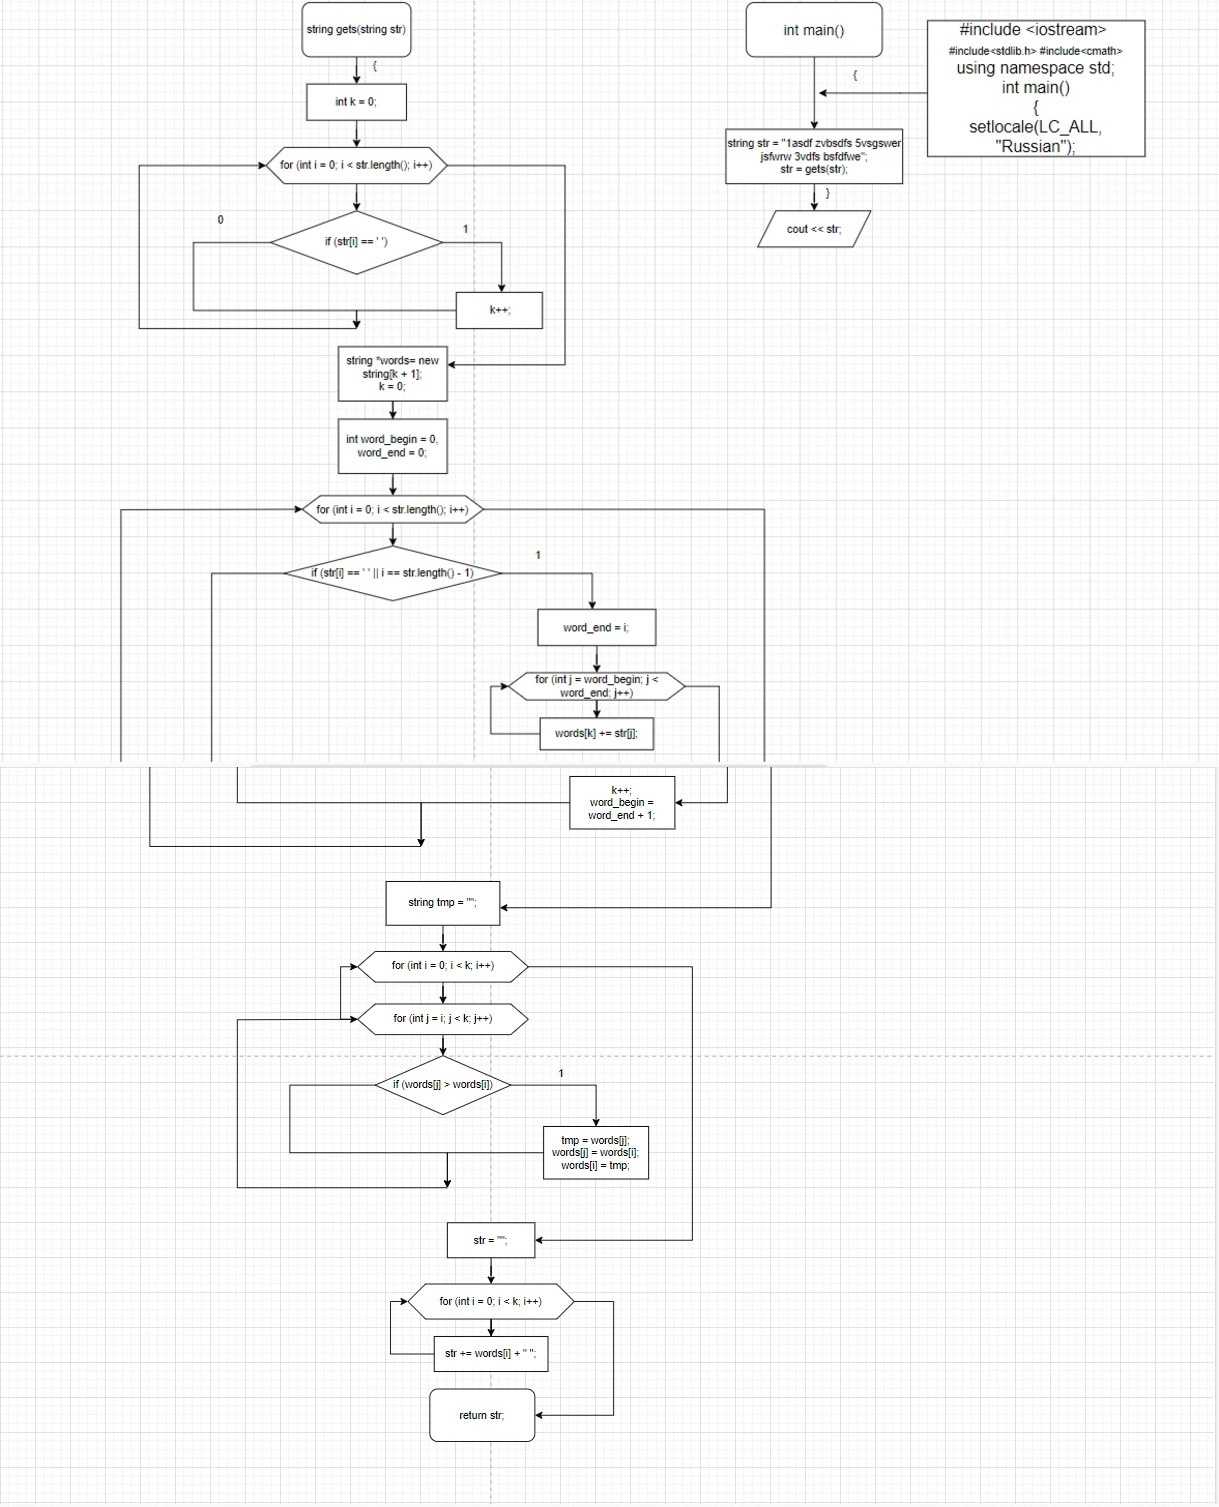 string gets(string str)
{
int k = 0;
for (int i = 0; i < str.length(); i++)
0
if (str[i] == ' ')
1
k++;
string *words= new
string[k + 1];
k = 0;
int word_begin = 0,
word_end = 0;
for (int i = 0; i < str.length(); i++)
if (str[i] == ' ' || i == str.length() - 1)
1
word_end = i;
for (int j = word_begin; j <
word_end; j++)
words[k] += str[j];
k++;
word_begin =
word_end + 1;
string tmp = "";
for (int i = 0; i < k; i++)
for (int j = i; j < k; j++)
if (words[j] > words[i])
1
tmp = words[j];
words[j] = words[i];
words[i] = tmp;
str = "";
for (int i = 0; i < k; i++)
str += words[i] + " ";
return str;
int main()
{
string str = "1asdf zvbsdfs 5vsgswer
jsfwrw 3vdfs bsfdfwe";
str = gets(str);
}
cout << str;
#include <iostream>
#include<stdlib.h> #include<cmath>
using namespace std;
int main()
{
setlocale(LC_ALL,
"Russian");